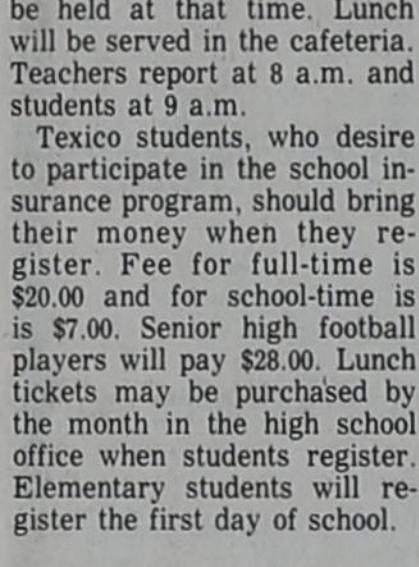 be held at that time. Lunch
will be served in the cafeteria.
Teachers report at 8 a.m. and
students at 9 a.m.
Texico students, who desire
to participate in the school in-
surance program, should bring
their money when they re-
gister. Fee for full-time is
$20.00 and for school-time is
is $7.00. Senior high football
players will pay $28.00. Lunch
tickets may be purchased by
the month in the high school
office when students register.
Elementary students will re-
gister the first day of school.